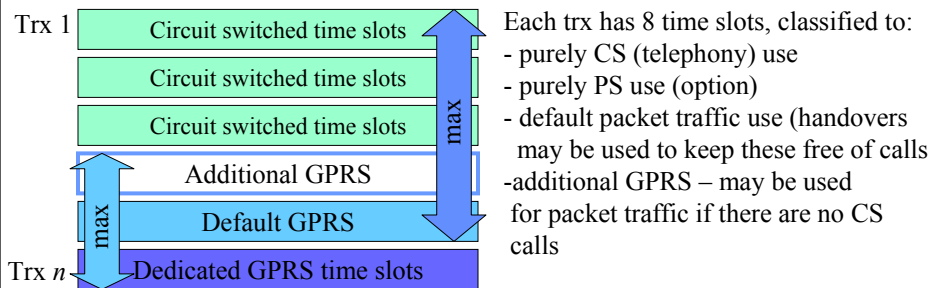 Trx 1
Circuit switched time slots
Circuit switched time slots
Circuit switched time slots
Additional GPRS
Default GPRS
Trx n
Dedicated GPRS time slots
max
max
Each trx has 8 time slots, classified to:
- purely CS (telephony) use
- purely PS use (option)
- default packet traffic use (handovers
may be used to keep these free of calls
-additional GPRS – may be used
for packet traffic if there are no CS
calls